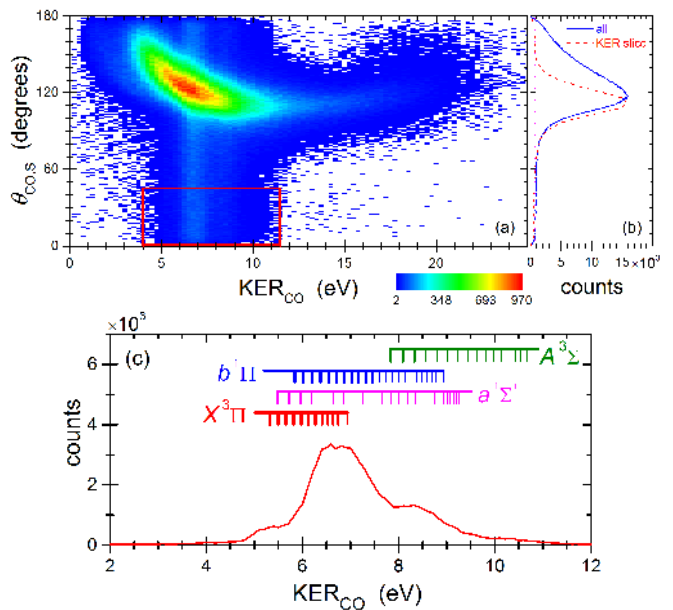 180
120
60
0
θCO,S (degrees)
(a)
0 5 10 15 20 25
KERCO (eV)
2 348 693 970
all
KER slice
(b)
0 5 10 15×10³
counts
×10³
(c)
6
4
2
0
counts
A ³Σ
b ¹Π
a ¹Σ⁺
X ³Π
2 4 6 8 10 12
KERCO (eV)